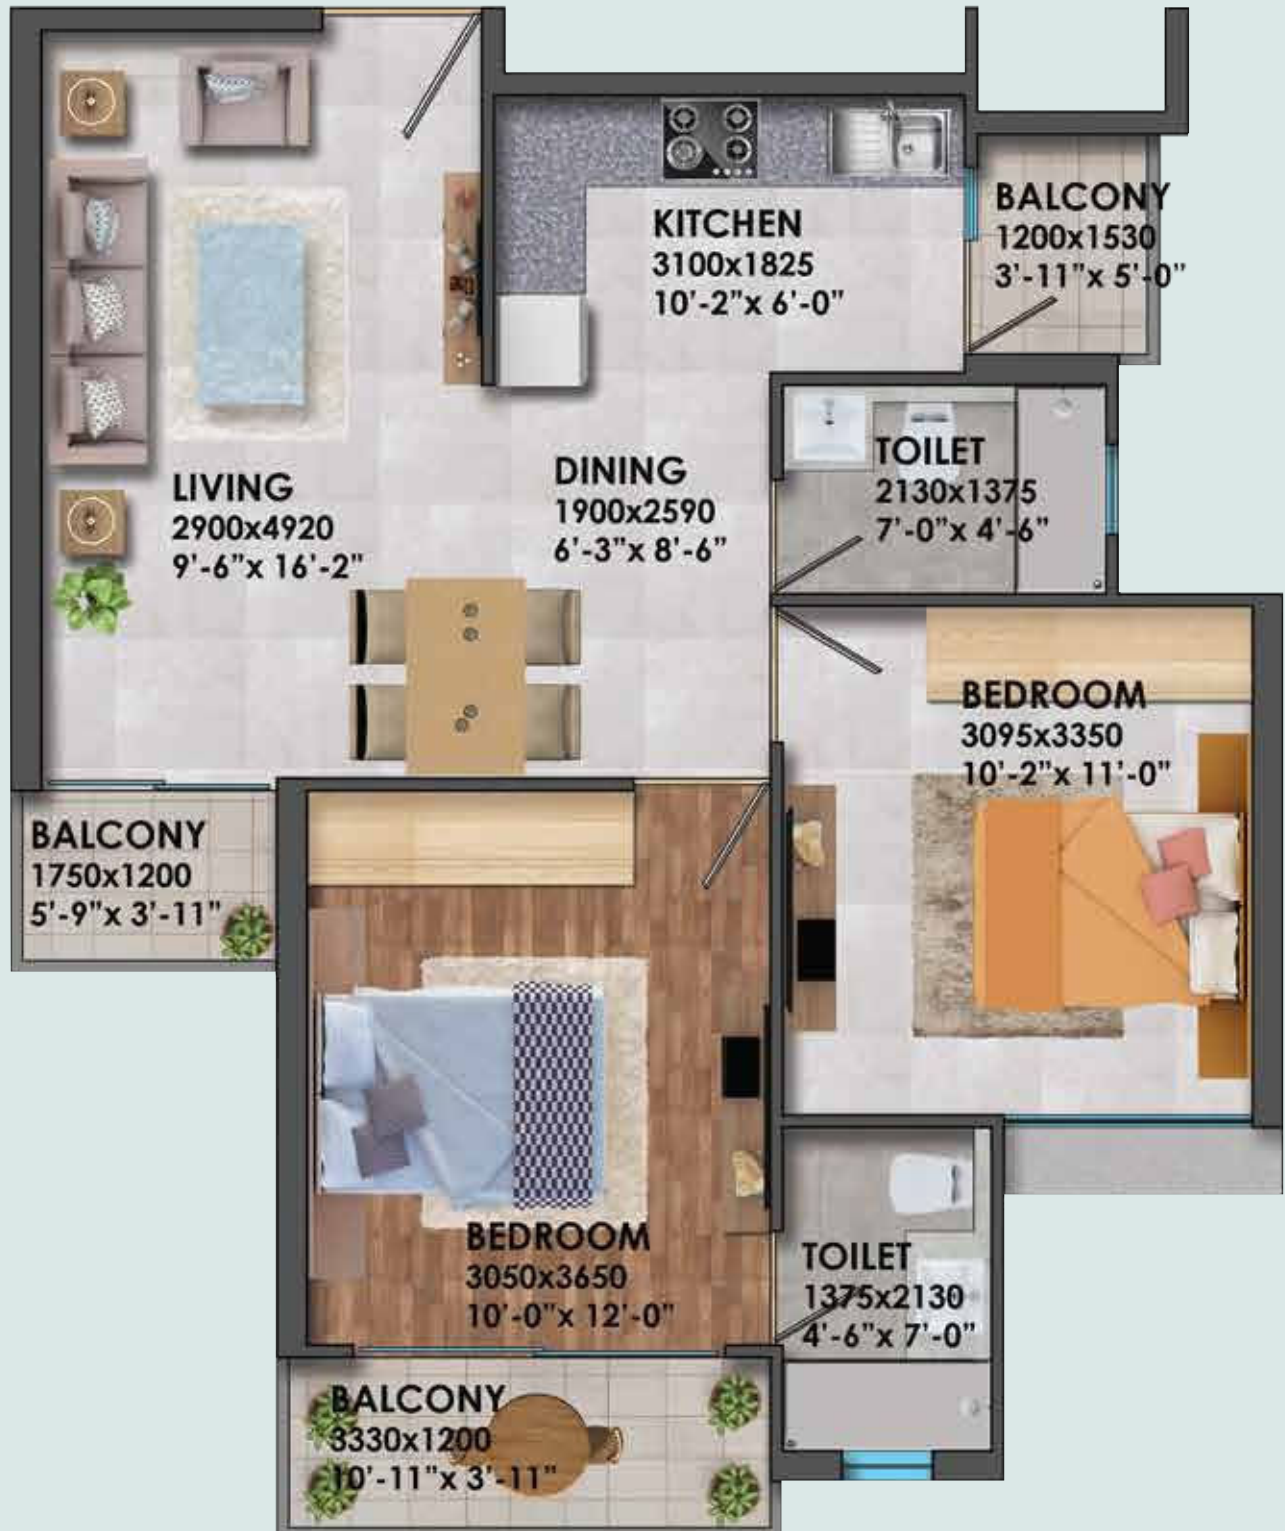 KITCHEN
3100x1825
10'-2"x 6'-0"
BALCONY
1200x1530
3'-11"x 5'-0"
LIVING
2900x4920
9'-6"x 16'-2"
DINING
1900x2590
6'-3"x 8'-6"
TOILET
2130x1375
7'-0"x 4'-6"
BEDROOM
3095x3350
10'-2"x 11'-0"
BALCONY
1750x1200
5'-9"x 3'-11"
BEDROOM
3050x3650
10'-0"x 12'-0"
TOILET
1375x2130
4'-6"x 7'-0"
BALCONY
3330x1200
10'-11"x 3'-11"